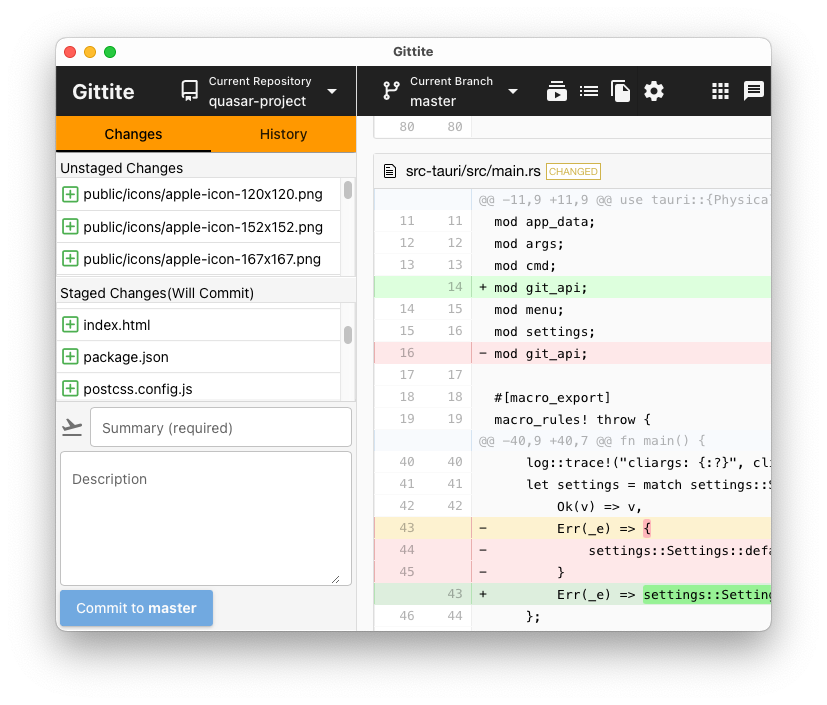 Gittite
Gittite
Current Repository
quasar-project
Current Branch
master
Changes
History
Unstaged Changes
public/icons/apple-icon-120x120.png
public/icons/apple-icon-152x152.png
public/icons/apple-icon-167x167.png
Staged Changes(Will Commit)
index.html
package.json
postcss.config.js
Summary (required)
Description
Commit to master
80 80
src-tauri/src/main.rs CHANGED
@@ -11,9 +11,9 @@ use tauri::{Physical
11 11 mod app_data;
12 12 mod args;
13 13 mod cmd;
14 + mod git_api;
14 15 mod menu;
15 16 mod settings;
16 - mod git_api;
17 17
18 18 #[macro_export]
19 19 macro_rules! throw {
@@ -40,9 +40,7 @@ fn main() {
40 40 log::trace!("cliargs: {:?}", cli
41 41 let settings = match settings::S
42 42 Ok(v) => v,
43 - Err(_e) => {
44 - settings::Settings::defa
45 - }
43 + Err(_e) => settings::Setting
46 44 };